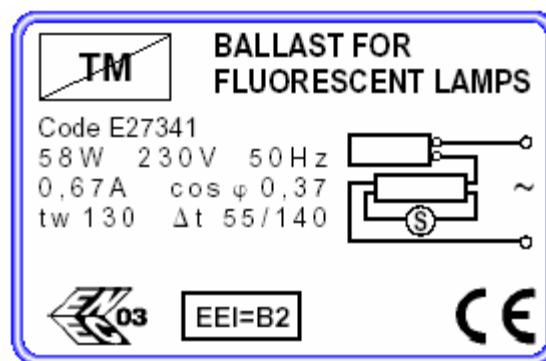 TM
BALLAST FOR
FLUORESCENT LAMPS
Code E27341
58W 230V 50Hz
0,67A cos φ 0,37
tw 130 Δt 55/140
S
~
ENEC 03
EEI=B2
CE